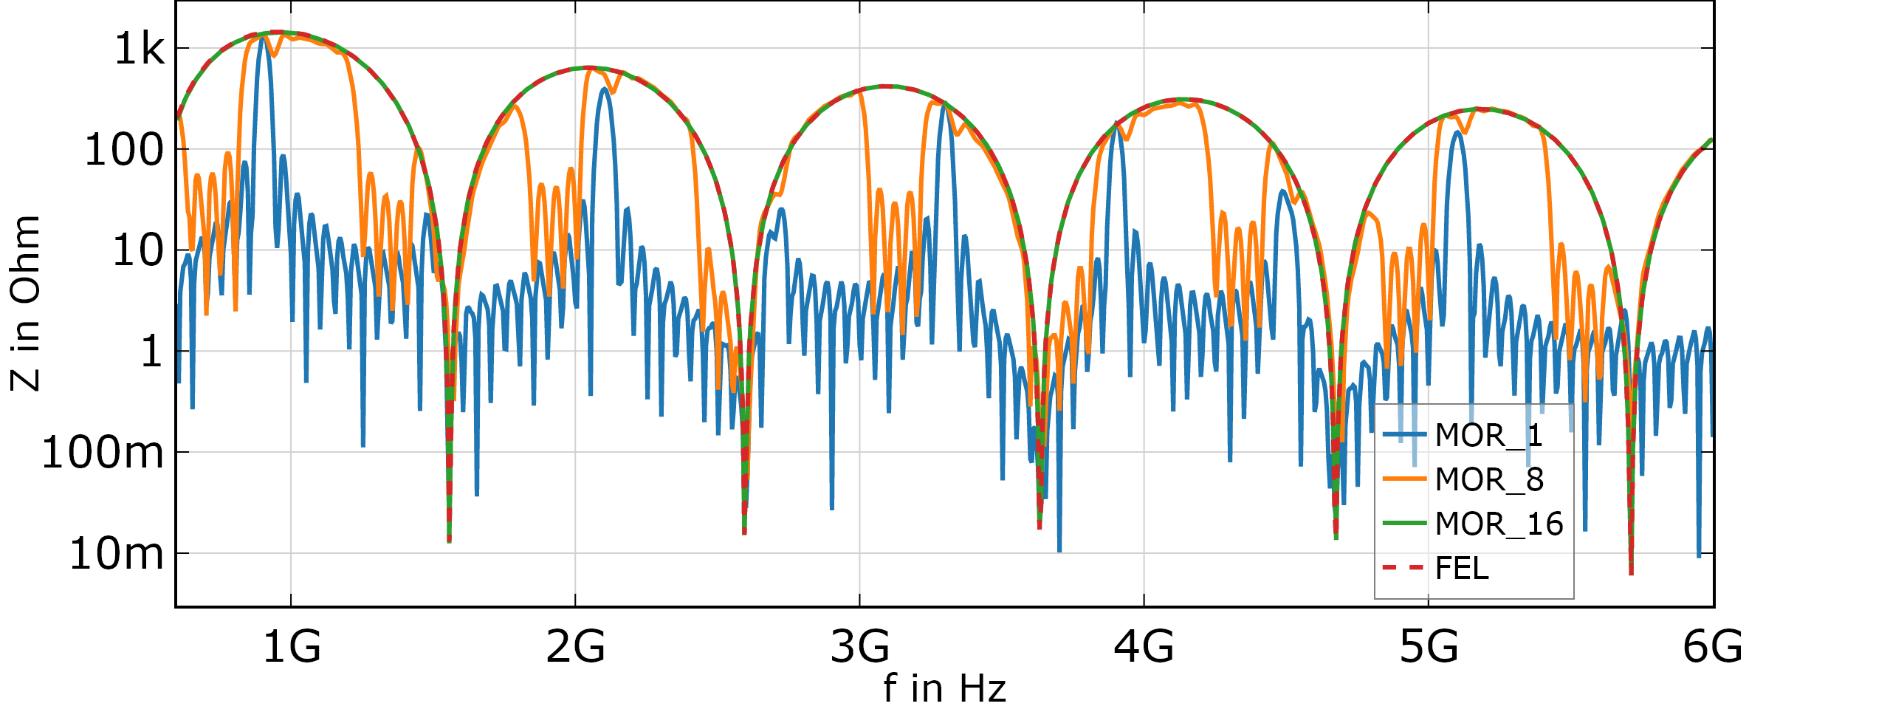 1k
100
10
1
100m
10m
Z in Ohm
MOR_1
MOR_8
MOR_16
FEL
1G 2G 3G 4G 5G 6G
f in Hz